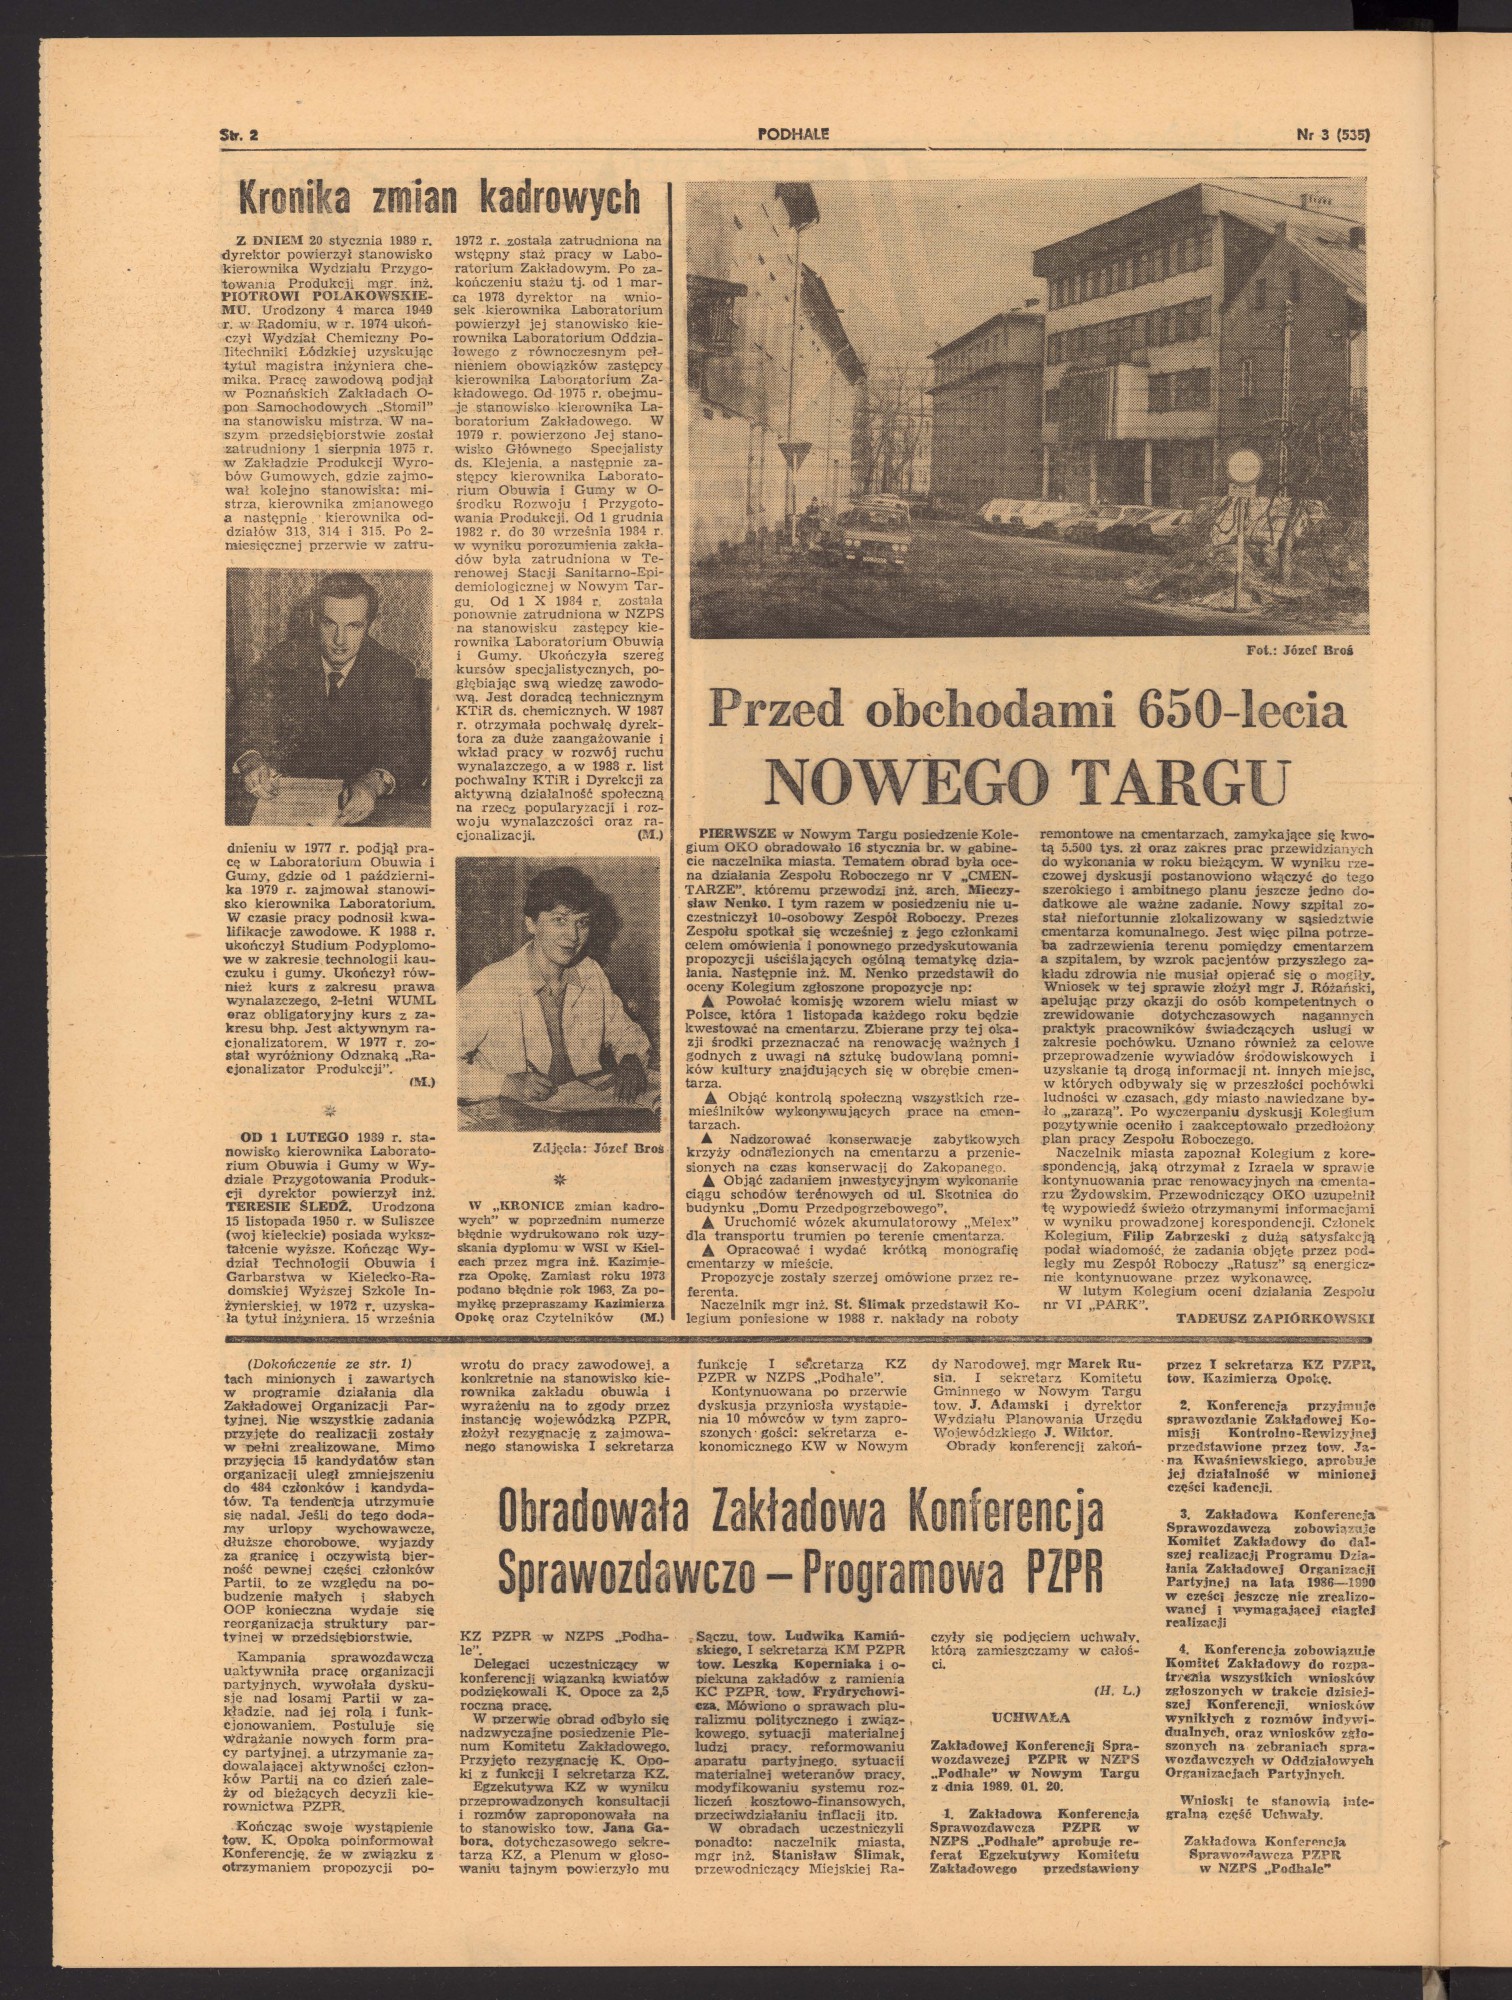 Str. 2
PODHALE
Nr 3 (535)
Kronika zmian kadrowych
Z DNIEM 20 stycznia 1989 r.
dyrektor powierzył stanowisko
kierownika Wydziału Przygo-
towania Produkcji mgr. inż.
PIOTROWI POLAKOWSKIE-
MU. Urodzony 4 marca 1949
r. w Radomiu, w r. 1974 ukoń-
czył Wydział Chemiczny Po-
litechniki Łódzkiej uzyskując
tytuł magistra inżyniera che-
mika. Pracę zawodową podjął
w Poznańskich Zakładach O-
pon Samochodowych „Stomil"
na stanowisku mistrza. W na-
szym przedsiębiorstwie został
zatrudniony 1 sierpnia 1975 r.
w Zakładzie Produkcji Wyro-
bów Gumowych, gdzie zajmo-
wał kolejno stanowiska: mi-
strza, kierownika zmianowego
a następnie kierownika od-
działów 313, 314 i 315. Po 2-
miesięcznej przerwie w zatru-
dnieniu w 1977 r. podjął pra-
cę w Laboratorium Obuwia i
Gumy, gdzie od 1 październi-
ka 1979 r. zajmował stanowi-
sko kierownika Laboratorium.
W czasie pracy podnosił kwa-
lifikacje zawodowe. K 1988 r.
ukończył Studium Podyplomo-
we w zakresie technologii kau-
czuku i gumy. Ukończył rów-
nież kurs z zakresu prawa
wynalazczego, 2-letni WUML
oraz obligatoryjny kurs z za-
kresu bhp. Jest aktywnym ra-
cjonalizatorem. W 1977 r. zo-
stał wyróżniony Odznaką „Ra-
cjonalizator Produkcji".
(M.)
OD 1 LUTEGO 1989 r. sta-
nowisko kierownika Laborato-
rium Obuwia i Gumy w Wy-
dziale Przygotowania Produk-
cji dyrektor powierzył inż.
TERESIE ŚLEDŹ. Urodzona
15 listopada 1950 r. w Suliszce
(woj kieleckie) posiada wyksz-
tałcenie wyższe. Kończąc Wy-
dział Technologii Obuwia i
Garbarstwa w Kielecko-Ra-
domskiej Wyższej Szkole In-
żynierskiej, w 1972 r. uzyska-
ła tytuł inżyniera. 15 września
1972 r. została zatrudniona na
wstępny staż pracy w Labo-
ratorium Zakładowym. Po za-
kończeniu stażu tj. od 1 mar-
ca 1973 dyrektor na wnio-
sek kierownika Laboratorium
powierzył jej stanowisko kie-
rownika Laboratorium Oddzia-
łowego z równoczesnym peł-
nieniem obowiązków zastępcy
kierownika Laboratorium Za-
kładowego. Od 1975 r. obejmu-
je stanowisko kierownika La-
boratorium Zakładowego. W
1979 r. powierzono Jej stano-
wisko Głównego Specjalisty
ds. Klejenia, a następnie za-
stępcy kierownika Laborato-
rium Obuwia i Gumy w O-
środku Rozwoju i Przygoto-
wania Produkcji. Od 1 grudnia
1982 r. do 30 września 1984 r.
w wyniku porozumienia zakła-
dów była zatrudniona w Te-
renowej Stacji Sanitarno-Epi-
demiologicznej w Nowym Tar-
gu. Od 1 X 1984 r. została
ponownie zatrudniona w NZPS
na stanowisku zastępcy kie-
rownika Laboratorium Obuwia
i Gumy. Ukończyła szereg
kursów specjalistycznych, po-
głębiając swą wiedzę zawodo-
wą. Jest doradcą technicznym
KTiR ds. chemicznych. W 1987
r. otrzymała pochwałę dyrek-
tora za duże zaangażowanie i
wkład pracy w rozwój ruchu
wynalazczego, a w 1988 r. list
pochwalny KTiR i Dyrekcji za
aktywną działalność społeczną
na rzecz popularyzacji i roz-
woju wynalazczości oraz ra-
cjonalizacji. (M.)
Zdjęcia: Józef Broś
W „KRONICE zmian kadro-
wych" w poprzednim numerze
błędnie wydrukowano rok uzy-
skania dyplomu w WSI w Kiel-
cach przez mgra inż. Kazimie-
rza Opokę. Zamiast roku 1973
podano błędnie rok 1963. Za po-
myłkę przepraszamy Kazimierza
Opokę oraz Czytelników (M.)
Fot.: Józef Broś
Przed obchodami 650-lecia
NOWEGO TARGU
PIERWSZE w Nowym Targu posiedzenie Kole-
gium OKO obradowało 16 stycznia br. w gabine-
cie naczelnika miasta. Tematem obrad była oce-
na działania Zespołu Roboczego nr V „CMEN-
TARZE", któremu przewodzi inż. arch. Mieczy-
sław Nenko. I tym razem w posiedzeniu nie u-
czestniczył 10-osobowy Zespół Roboczy. Prezes
Zespołu spotkał się wcześniej z jego członkami
celem omówienia i ponownego przedyskutowania
propozycji uściślających ogólną tematykę dzia-
łania. Następnie inż. M. Nenko przedstawił do
oceny Kolegium zgłoszone propozycje np:
▲ Powołać komisję wzorem wielu miast w
Polsce, która 1 listopada każdego roku będzie
kwestować na cmentarzu. Zbierane przy tej oka-
zji środki przeznaczać na renowację ważnych i
godnych z uwagi na sztukę budowlaną pomni-
ków kultury znajdujących się w obrębie cmen-
tarza.
▲ Objąć kontrolą społeczną wszystkich rze-
mieślników wykonywujących prace na cmen-
tarzach.
▲ Nadzorować konserwacje zabytkowych
krzyży odnalezionych na cmentarzu a przenie-
sionych na czas konserwacji do Zakopanego.
▲ Objąć zadaniem inwestycyjnym wykonanie
ciągu schodów terenowych od ul. Skotnica do
budynku „Domu Przedpogrzebowego".
▲ Uruchomić wózek akumulatorowy „Melex"
dla transportu trumien po terenie cmentarza.
▲ Opracować i wydać krótką monografię
cmentarzy w mieście.
Propozycje zostały szerzej omówione przez re-
ferenta.
Naczelnik mgr inż. St. Ślimak przedstawił Ko-
legium poniesione w 1988 r. nakłady na roboty
remontowe na cmentarzach, zamykające się kwo-
tą 5.500 tys. zł oraz zakres prac przewidzianych
do wykonania w roku bieżącym. W wyniku rze-
czowej dyskusji postanowiono włączyć do tego
szerokiego i ambitnego planu jeszcze jedno do-
datkowe ale ważne zadanie. Nowy szpital zo-
stał niefortunnie zlokalizowany w sąsiedztwie
cmentarza komunalnego. Jest więc pilna potrze-
ba zadrzewienia terenu pomiędzy cmentarzem
a szpitalem, by wzrok pacjentów przyszłego za-
kładu zdrowia nie musiał opierać się o mogiły.
Wniosek w tej sprawie złożył mgr J. Różański,
apelując przy okazji do osób kompetentnych o
zrewidowanie dotychczasowych nagannych
praktyk pracowników świadczących usługi w
zakresie pochówku. Uznano również za celowe
przeprowadzenie wywiadów środowiskowych i
uzyskanie tą drogą informacji nt. innych miejsc,
w których odbywały się w przeszłości pochówki
ludności w czasach, gdy miasto nawiedzane by-
ło „zarazą". Po wyczerpaniu dyskusji Kolegium
pozytywnie oceniło i zaakceptowało przedłożony
plan pracy Zespołu Roboczego.
Naczelnik miasta zapoznał Kolegium z kore-
spondencją, jaką otrzymał z Izraela w sprawie
kontynuowania prac renowacyjnych na cmenta-
rzu Żydowskim. Przewodniczący OKO uzupełnił
tę wypowiedź świeżo otrzymanymi informacjami
w wyniku prowadzonej korespondencji. Członek
Kolegium, Filip Zabrzeski z dużą satysfakcją
podał wiadomość, że zadania objęte przez pod-
legły mu Zespół Roboczy „Ratusz" są energicz-
nie kontynuowane przez wykonawcę.
W lutym Kolegium oceni działania Zespołu
nr VI „PARK".
TADEUSZ ZAPIÓRKOWSKI
(Dokończenie ze str. 1)
tach minionych i zawartych
w programie działania dla
Zakładowej Organizacji Par-
tyjnej. Nie wszystkie zadania
przyjęte do realizacji zostały
w pełni zrealizowane. Mimo
przyjęcia 15 kandydatów stan
organizacji uległ zmniejszeniu
do 484 członków i kandyda-
tów. Ta tendencja utrzymuje
się nadal. Jeśli do tego doda-
my urlopy wychowawcze,
dłuższe chorobowe, wyjazdy
za granicę i oczywistą bier-
ność pewnej części członków
Partii, to ze względu na po-
budzenie małych i słabych
OOP konieczna wydaje się
reorganizacja struktury par-
tyjnej w przedsiębiorstwie.
Kampania sprawozdawcza
uaktywniła pracę organizacji
partyjnych, wywołała dysku-
sję nad losami Partii w za-
kładzie, nad jej rolą i funk-
cjonowaniem. Postuluje się
wdrażanie nowych form pra-
cy partyjnej, a utrzymanie za-
dowalającej aktywności człon-
ków Partii na co dzień zale-
ży od bieżących decyzji kie-
rownictwa PZPR.
Kończąc swoje wystąpienie
tow. K. Opoka poinformował
Konferencję, że w związku z
otrzymaniem propozycji po-
wrotu do pracy zawodowej, a
konkretnie na stanowisko kie-
rownika zakładu obuwia i
wyrażeniu na to zgody przez
instancję wojewódzką PZPR,
złożył rezygnację z zajmowa-
nego stanowiska I sekretarza
Obradowała Zakładowa Konferencja
Sprawozdawczo – Programowa PZPR
KZ PZPR w NZPS „Podha-
le".
Delegaci uczestniczący w
konferencji wiązanką kwiatów
podziękowali K. Opoce za 2,5
roczną pracę.
W przerwie obrad odbyło się
nadzwyczajne posiedzenie Ple-
num Komitetu Zakładowego.
Przyjęto rezygnację K. Opo-
ki z funkcji I sekretarza KZ.
Egzekutywa KZ w wyniku
przeprowadzonych konsultacji
i rozmów zaproponowała na
to stanowisko tow. Jana Ga-
bora, dotychczasowego sekre-
tarza KZ, a Plenum w głoso-
waniu tajnym powierzyło mu
funkcję I sekretarza KZ
PZPR w NZPS „Podhale".
Kontynuowana po przerwie
dyskusja przyniosła wystąpie-
nia 10 mówców w tym zapro-
szonych gości: sekretarza e-
konomicznego KW w Nowym
Sączu, tow. Ludwika Kamiń-
skiego, I sekretarza KM PZPR
tow. Leszka Koperniaka i o-
piekuna zakładów z ramienia
KC PZPR, tow. Frydrychowi-
cza. Mówiono o sprawach plu-
ralizmu politycznego i związ-
kowego, sytuacji materialnej
ludzi pracy, reformowaniu
aparatu partyjnego, sytuacji
materialnej weteranów pracy,
modyfikowaniu systemu roz-
liczeń kosztowo-finansowych,
przeciwdziałaniu inflacji itp.
W obradach uczestniczyli
ponadto: naczelnik miasta,
mgr inż. Stanisław Ślimak,
przewodniczący Miejskiej Ra-
dy Narodowej, mgr Marek Ru-
sin, I sekretarz Komitetu
Gminnego w Nowym Targu
tow. J. Adamski i dyrektor
Wydziału Planowania Urzędu
Wojewódzkiego J. Wiktor.
Obrady konferencji zakoń-
czyły się podjęciem uchwały,
którą zamieszczamy w całoś-
ci.
(H. L.)
UCHWAŁA
Zakładowej Konferencji Spra-
wozdawczej PZPR w NZPS
„Podhale" w Nowym Targu
z dnia 1989. 01. 20.
1. Zakładowa Konferencja
Sprawozdawcza PZPR w
NZPS „Podhale" aprobuje re-
ferat Egzekutywy Komitetu
Zakładowego przedstawiony
przez I sekretarza KZ PZPR,
tow. Kazimierza Opokę.
2. Konferencja przyjmuje
sprawozdanie Zakładowej Ko-
misji Kontrolno-Rewizyjnej
przedstawione przez tow. Ja-
na Kwaśniewskiego, aprobuje
jej działalność w minionej
części kadencji.
3. Zakładowa Konferencja
Sprawozdawcza zobowiązuje
Komitet Zakładowy do dal-
szej realizacji Programu Dzia-
łania Zakładowej Organizacji
Partyjnej na lata 1986—1990
w części jeszcze nie zrealizo-
wanej i wymagającej ciągłej
realizacji
4. Konferencja zobowiązuje
Komitet Zakładowy do rozpa-
trzenia wszystkich wniosków
zgłoszonych w trakcie dzisiej-
szej Konferencji, wniosków
wynikłych z rozmów indywi-
dualnych, oraz wniosków zgło-
szonych na zebraniach spra-
wozdawczych w Oddziałowych
Organizacjach Partyjnych.
Wnioski te stanowią inte-
gralną część Uchwały.
Zakładowa Konferencja
Sprawozdawcza PZPR
w NZPS „Podhale"